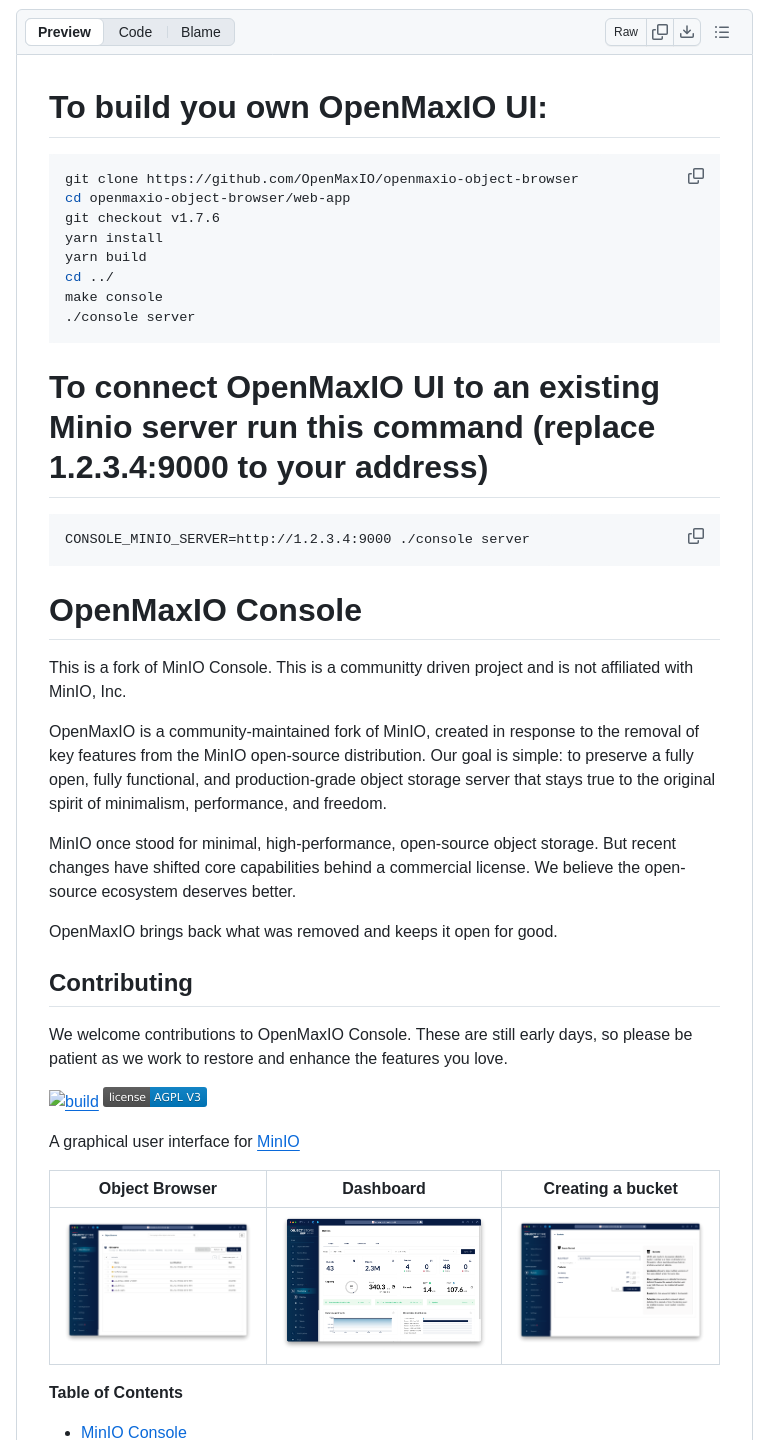 Preview Code Blame Raw
To build you own OpenMaxIO UI:
git clone https://github.com/OpenMaxIO/openmaxio-object-browser
cd openmaxio-object-browser/web-app
git checkout v1.7.6
yarn install
yarn build
cd ../
make console
./console server
To connect OpenMaxIO UI to an existing
Minio server run this command (replace
1.2.3.4:9000 to your address)
CONSOLE_MINIO_SERVER=http://1.2.3.4:9000 ./console server
OpenMaxIO Console
This is a fork of MinIO Console. This is a communitty driven project and is not affiliated with
MinIO, Inc.
OpenMaxIO is a community-maintained fork of MinIO, created in response to the removal of
key features from the MinIO open-source distribution. Our goal is simple: to preserve a fully
open, fully functional, and production-grade object storage server that stays true to the original
spirit of minimalism, performance, and freedom.
MinIO once stood for minimal, high-performance, open-source object storage. But recent
changes have shifted core capabilities behind a commercial license. We believe the open-
source ecosystem deserves better.
OpenMaxIO brings back what was removed and keeps it open for good.
Contributing
We welcome contributions to OpenMaxIO Console. These are still early days, so please be
patient as we work to restore and enhance the features you love.
build license AGPL V3
A graphical user interface for MinIO
Object Browser Dashboard Creating a bucket
43 2.3M 4 0 48 0
340.3 1.4 107.6
Table of Contents
MinIO Console